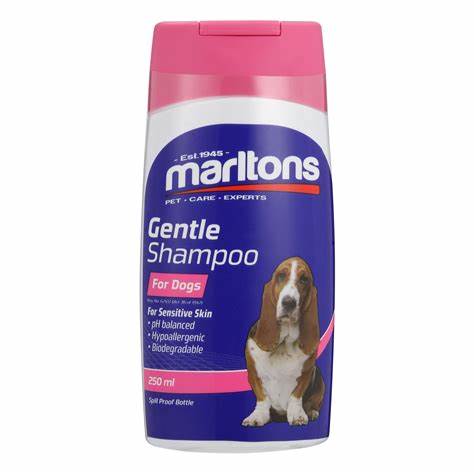 - Est.1945 -
marltons
PET • CARE • EXPERTS
Gentle
Shampoo
For Dogs
For Sensitive Skin
• pH balanced
• Hypoallergenic
• Biodegradable
250 ml
Spill Proof Bottle